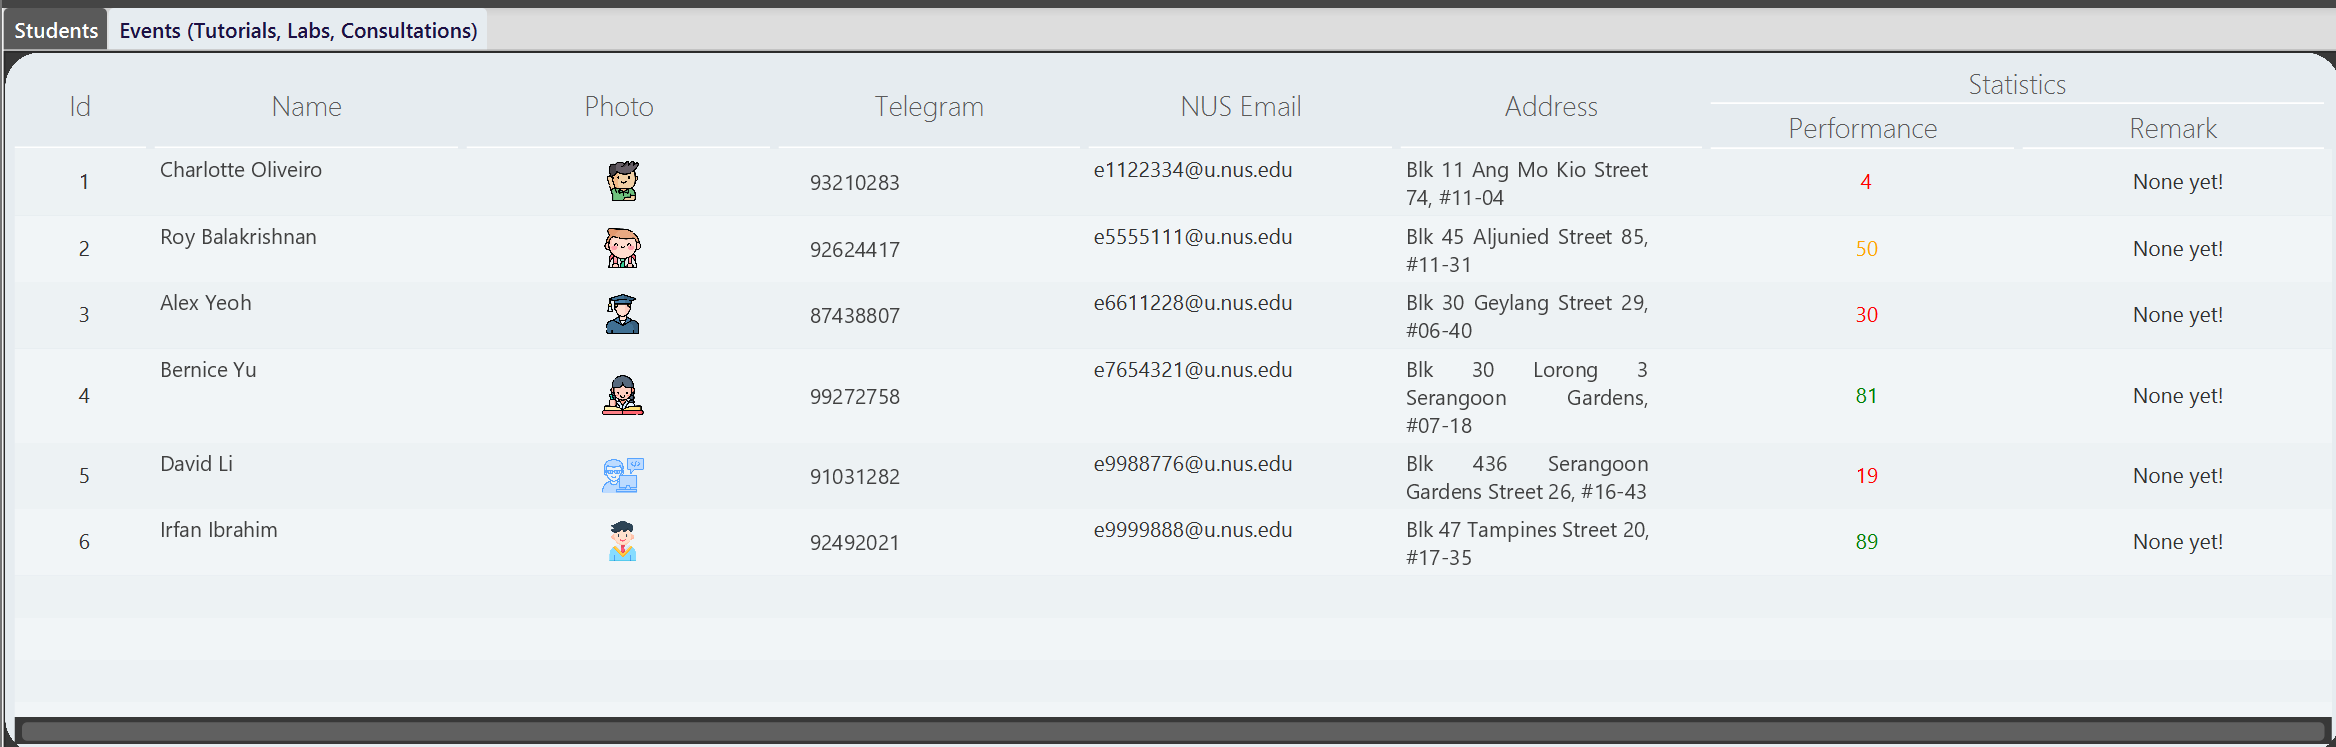 Students Events (Tutorials, Labs, Consultations)
Statistics
Id Name Photo Telegram NUS Email Address
Performance Remark
1 Charlotte Oliveiro 93210283 e1122334@u.nus.edu Blk 11 Ang Mo Kio Street 4 None yet!
74, #11-04
2 Roy Balakrishnan 92624417 e5555111@u.nus.edu Blk 45 Aljunied Street 85, 50 None yet!
#11-31
3 Alex Yeoh 87438807 e6611228@u.nus.edu Blk 30 Geylang Street 29, 30 None yet!
#06-40
4 Bernice Yu 99272758 e7654321@u.nus.edu Blk 30 Lorong 3 81 None yet!
Serangoon Gardens,
#07-18
5 David Li 91031282 e9988776@u.nus.edu Blk 436 Serangoon 19 None yet!
Gardens Street 26, #16-43
6 Irfan Ibrahim 92492021 e9999888@u.nus.edu Blk 47 Tampines Street 20, 89 None yet!
#17-35